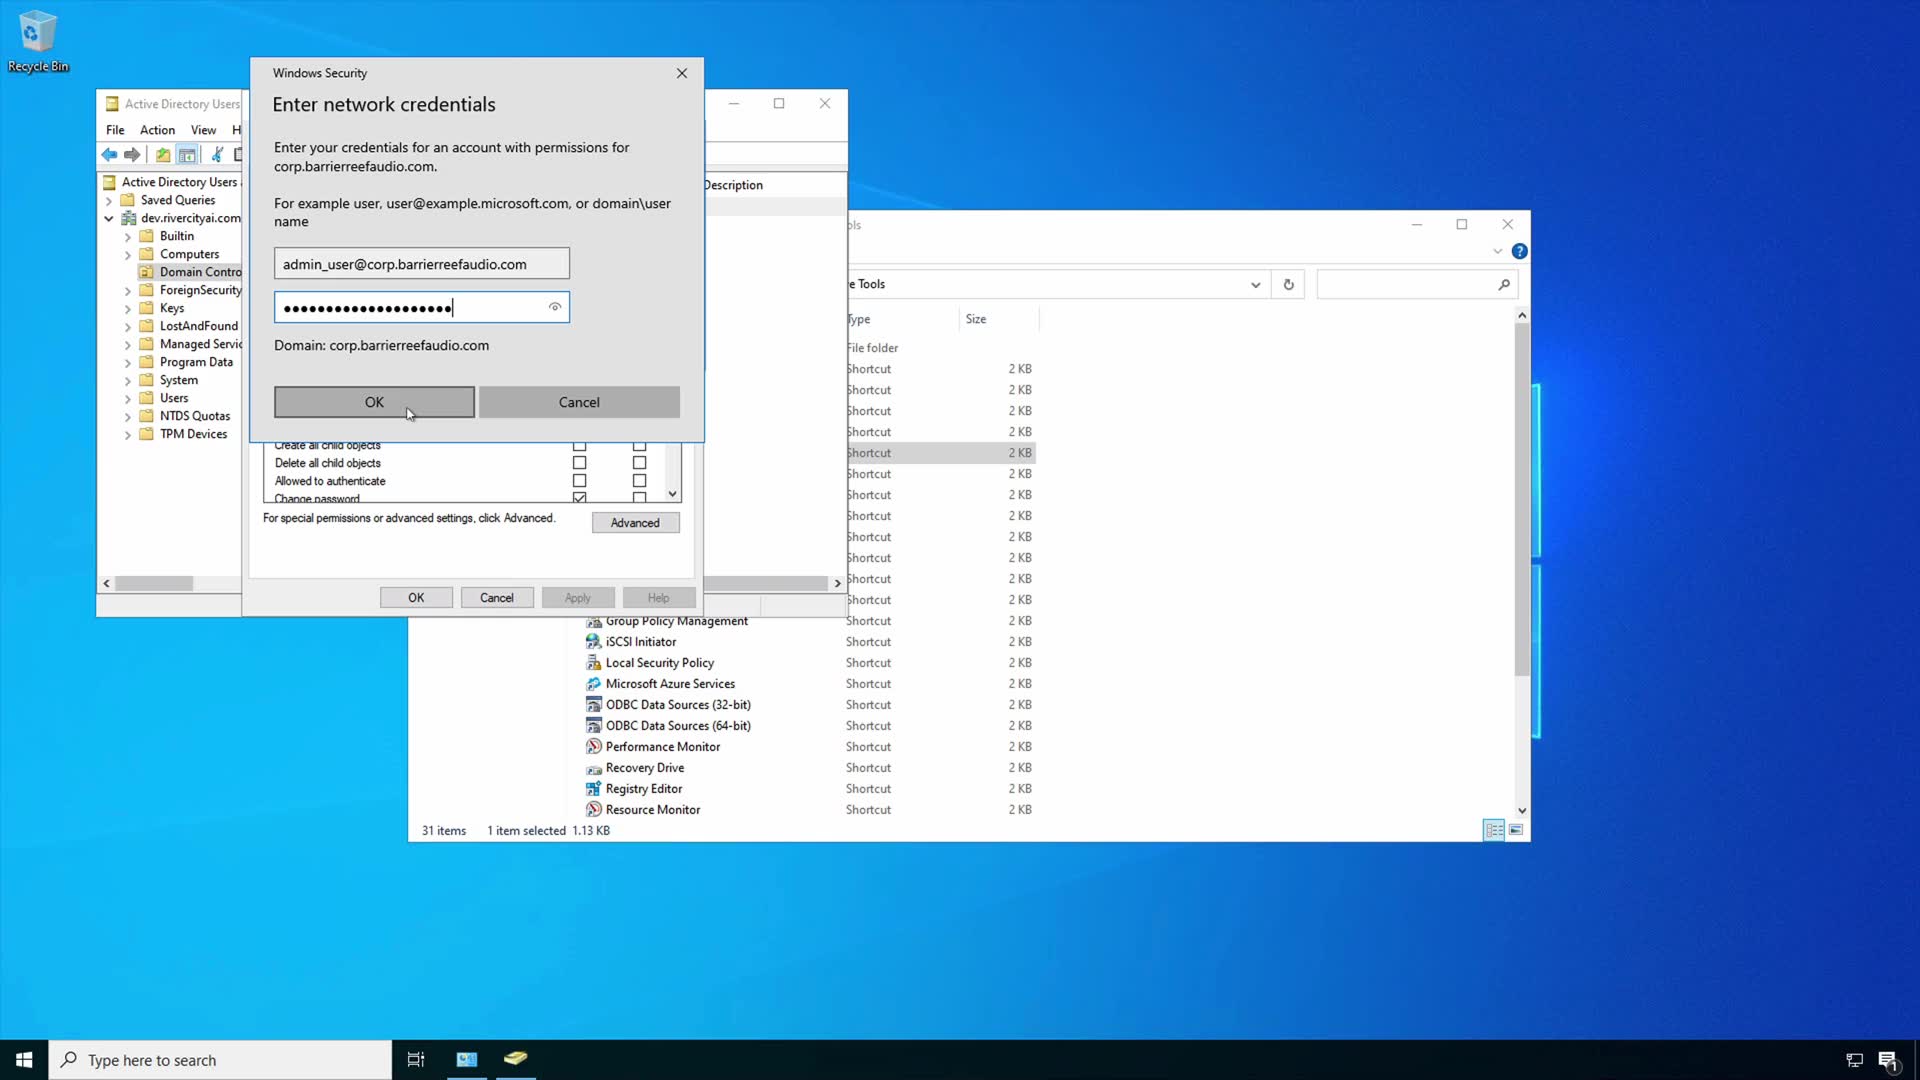 Recycle Bin
Windows Security
Enter network credentials
Enter your credentials for an account with permissions for
corp.barrierreefaudio.com.
For example user, user@example.microsoft.com, or domain\user
name
admin_user@corp.barrierreefaudio.com
●●●●●●●●●●●●●●●●●●●●
Domain: corp.barrierreefaudio.com
OK
Cancel
Active Directory Users
File
Action
View
H
Active Directory Users
Saved Queries
dev.rivercityai.com
Builtin
Computers
Domain Contro
ForeignSecurity
Keys
LostAndFound
Managed Servic
Program Data
System
Users
NTDS Quotas
TPM Devices
Description
Create all child objects
Delete all child objects
Allowed to authenticate
Change password
For special permissions or advanced settings, click Advanced.
Advanced
OK
Cancel
Apply
Help
ols
e Tools
Type
Size
File folder
Shortcut 2 KB
Shortcut 2 KB
Shortcut 2 KB
Shortcut 2 KB
Shortcut 2 KB
Shortcut 2 KB
Shortcut 2 KB
Shortcut 2 KB
Shortcut 2 KB
Shortcut 2 KB
Shortcut 2 KB
Shortcut 2 KB
Group Policy Management Shortcut 2 KB
iSCSI Initiator Shortcut 2 KB
Local Security Policy Shortcut 2 KB
Microsoft Azure Services Shortcut 2 KB
ODBC Data Sources (32-bit) Shortcut 2 KB
ODBC Data Sources (64-bit) Shortcut 2 KB
Performance Monitor Shortcut 2 KB
Recovery Drive Shortcut 2 KB
Registry Editor Shortcut 2 KB
Resource Monitor Shortcut 2 KB
31 items 1 item selected 1.13 KB
Type here to search
1